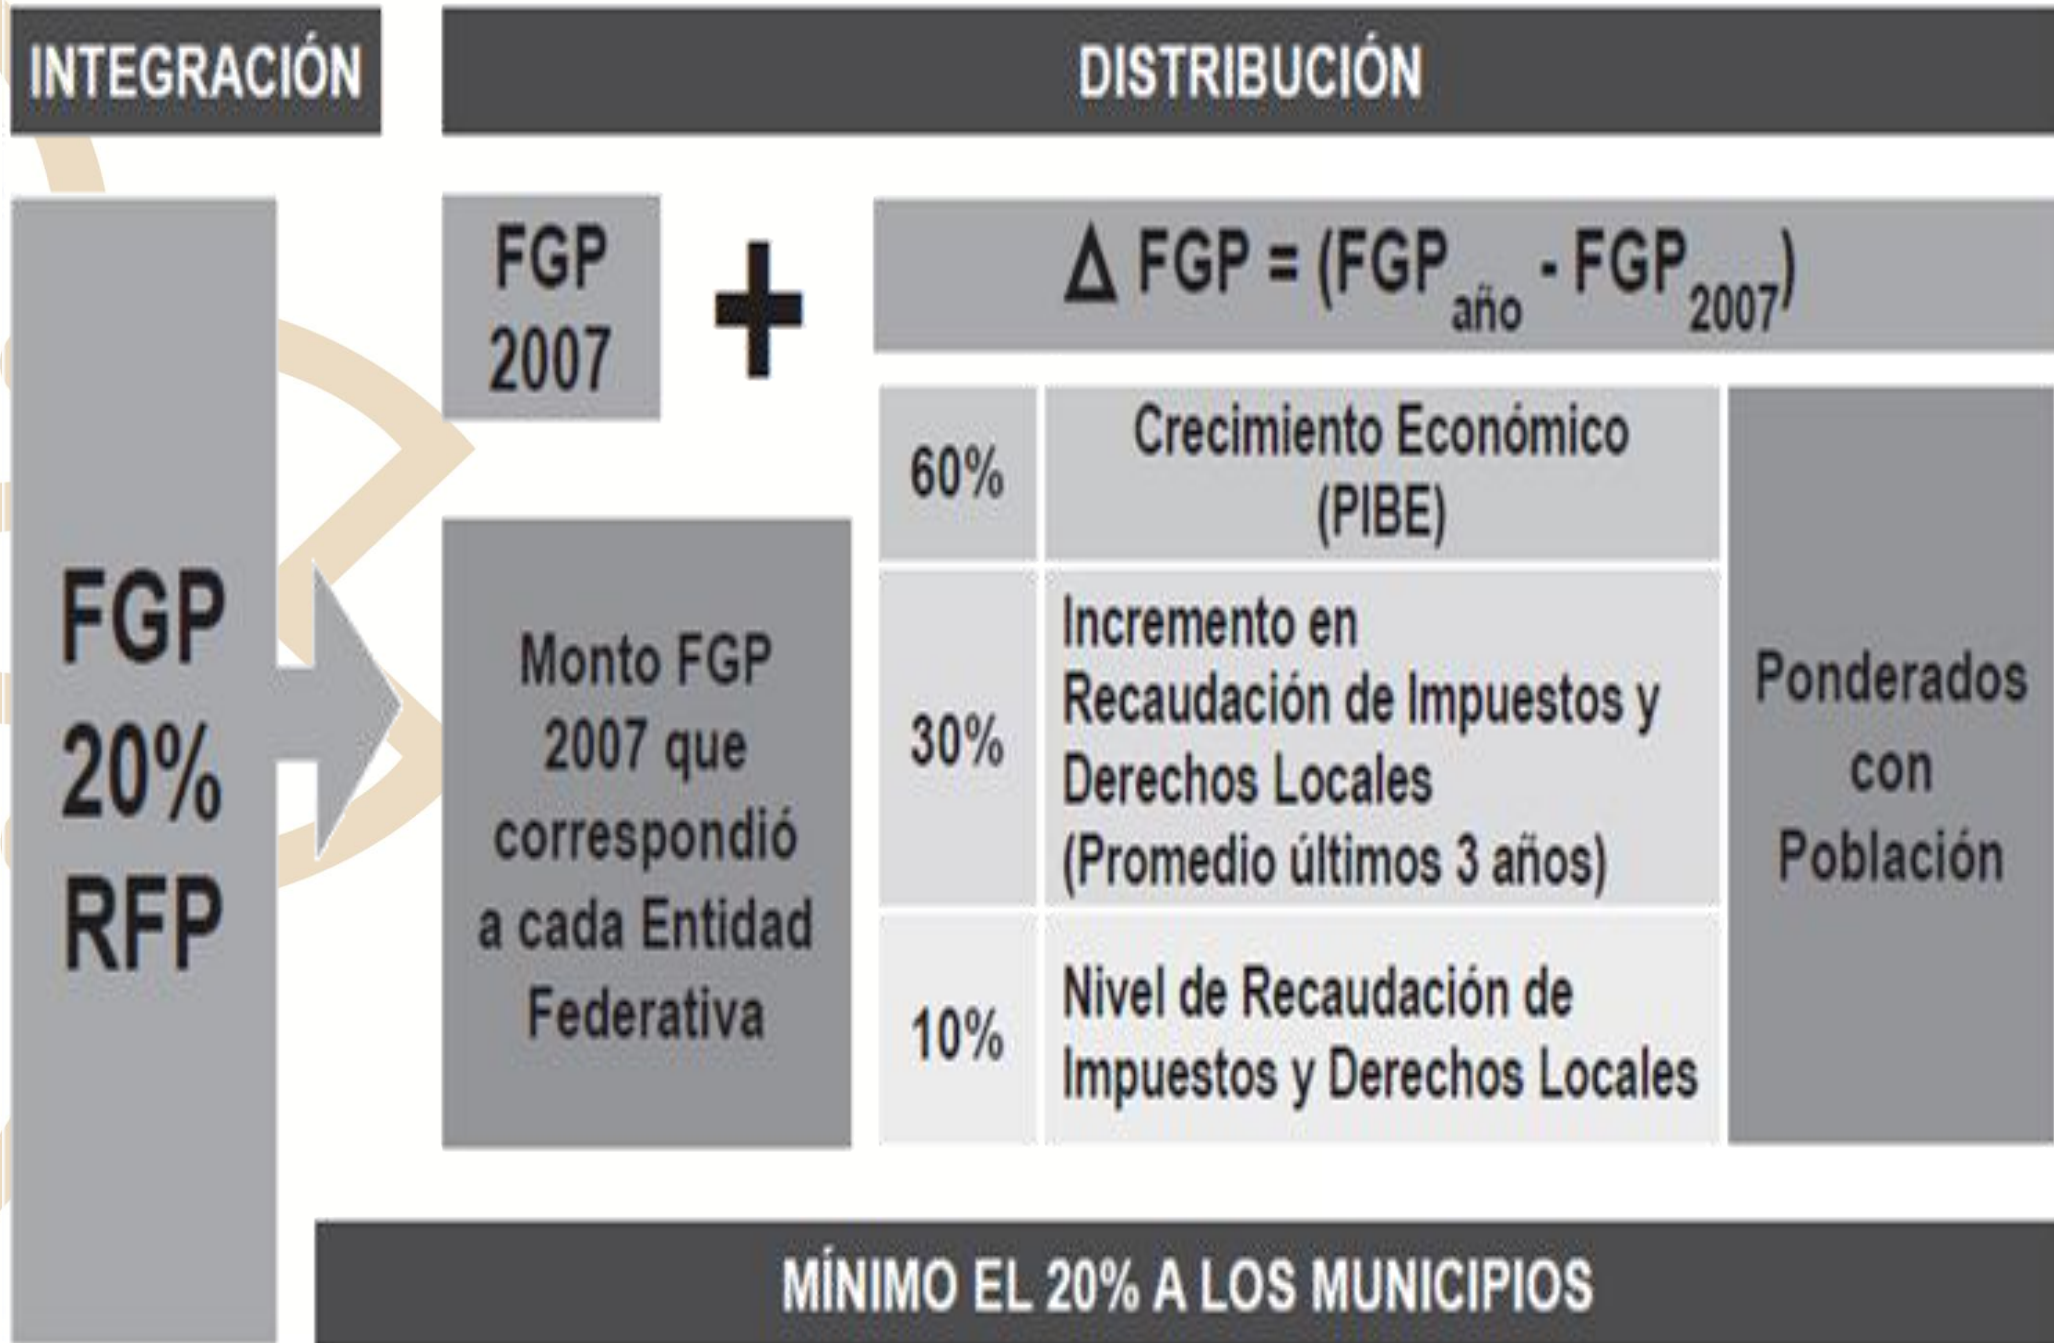 INTEGRACIÓN
DISTRIBUCIÓN
FGP
20%
RFP
FGP
2007
+
Δ FGP = (FGP año - FGP 2007)
Monto FGP
2007 que
correspondió
a cada Entidad
Federativa
60%
Crecimiento Económico
(PIBE)
30%
Incremento en
Recaudación de Impuestos y
Derechos Locales
(Promedio últimos 3 años)
10%
Nivel de Recaudación de
Impuestos y Derechos Locales
Ponderados
con
Población
MÍNIMO EL 20% A LOS MUNICIPIOS